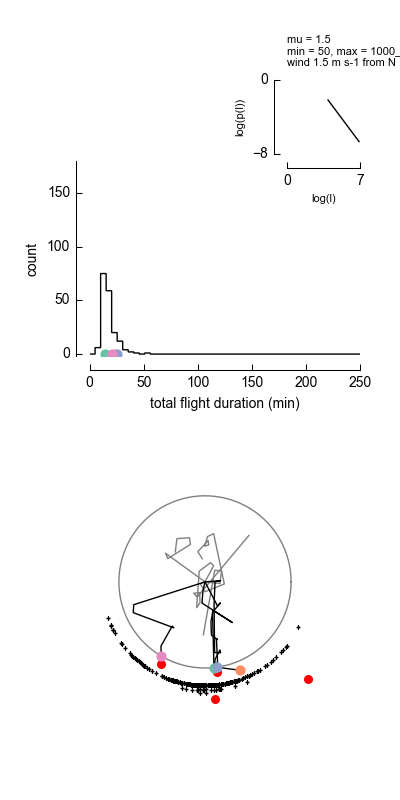 mu = 1.5
min = 50, max = 1000_
wind 1.5 m s-1 from N
0
log(p(l))
−8
0 7
log(l)
150
100
50
0
count
0 50 100 150 200 250
total flight duration (min)